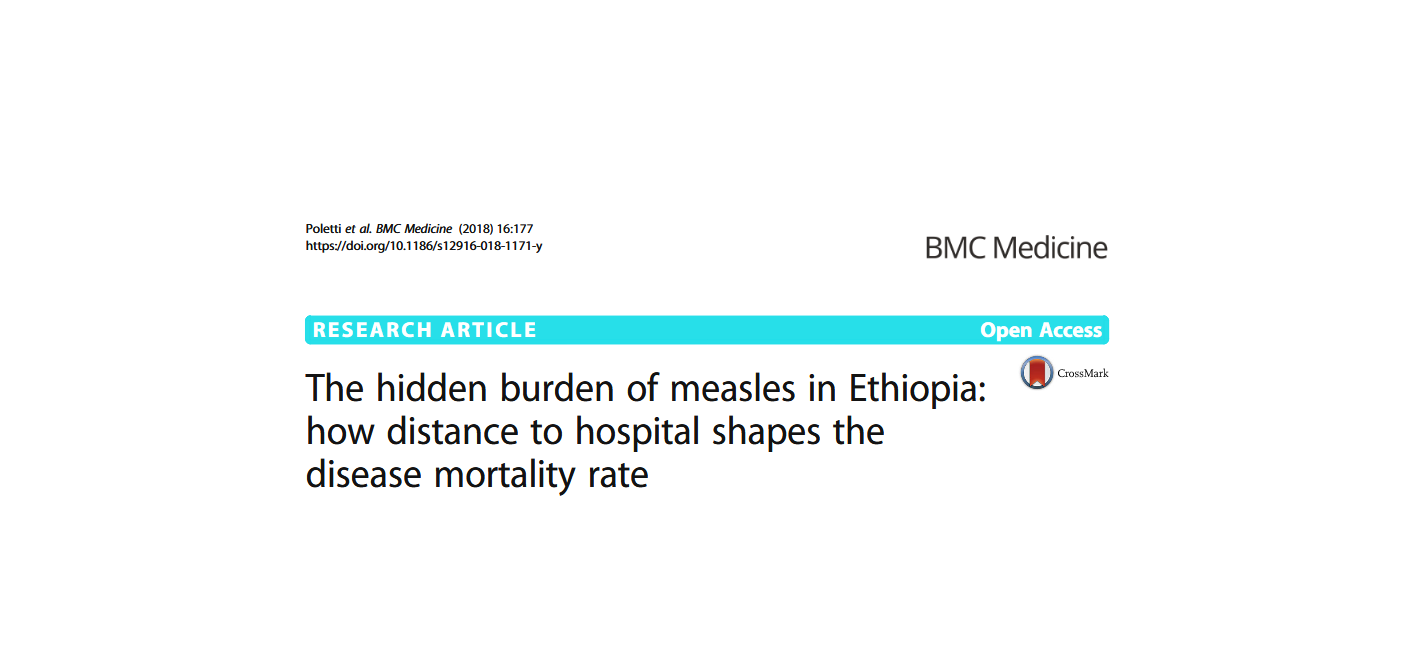 Poletti et al. BMC Medicine (2018) 16:177
https://doi.org/10.1186/s12916-018-1171-y
BMC Medicine
RESEARCH ARTICLE Open Access
CrossMark
The hidden burden of measles in Ethiopia:
how distance to hospital shapes the
disease mortality rate